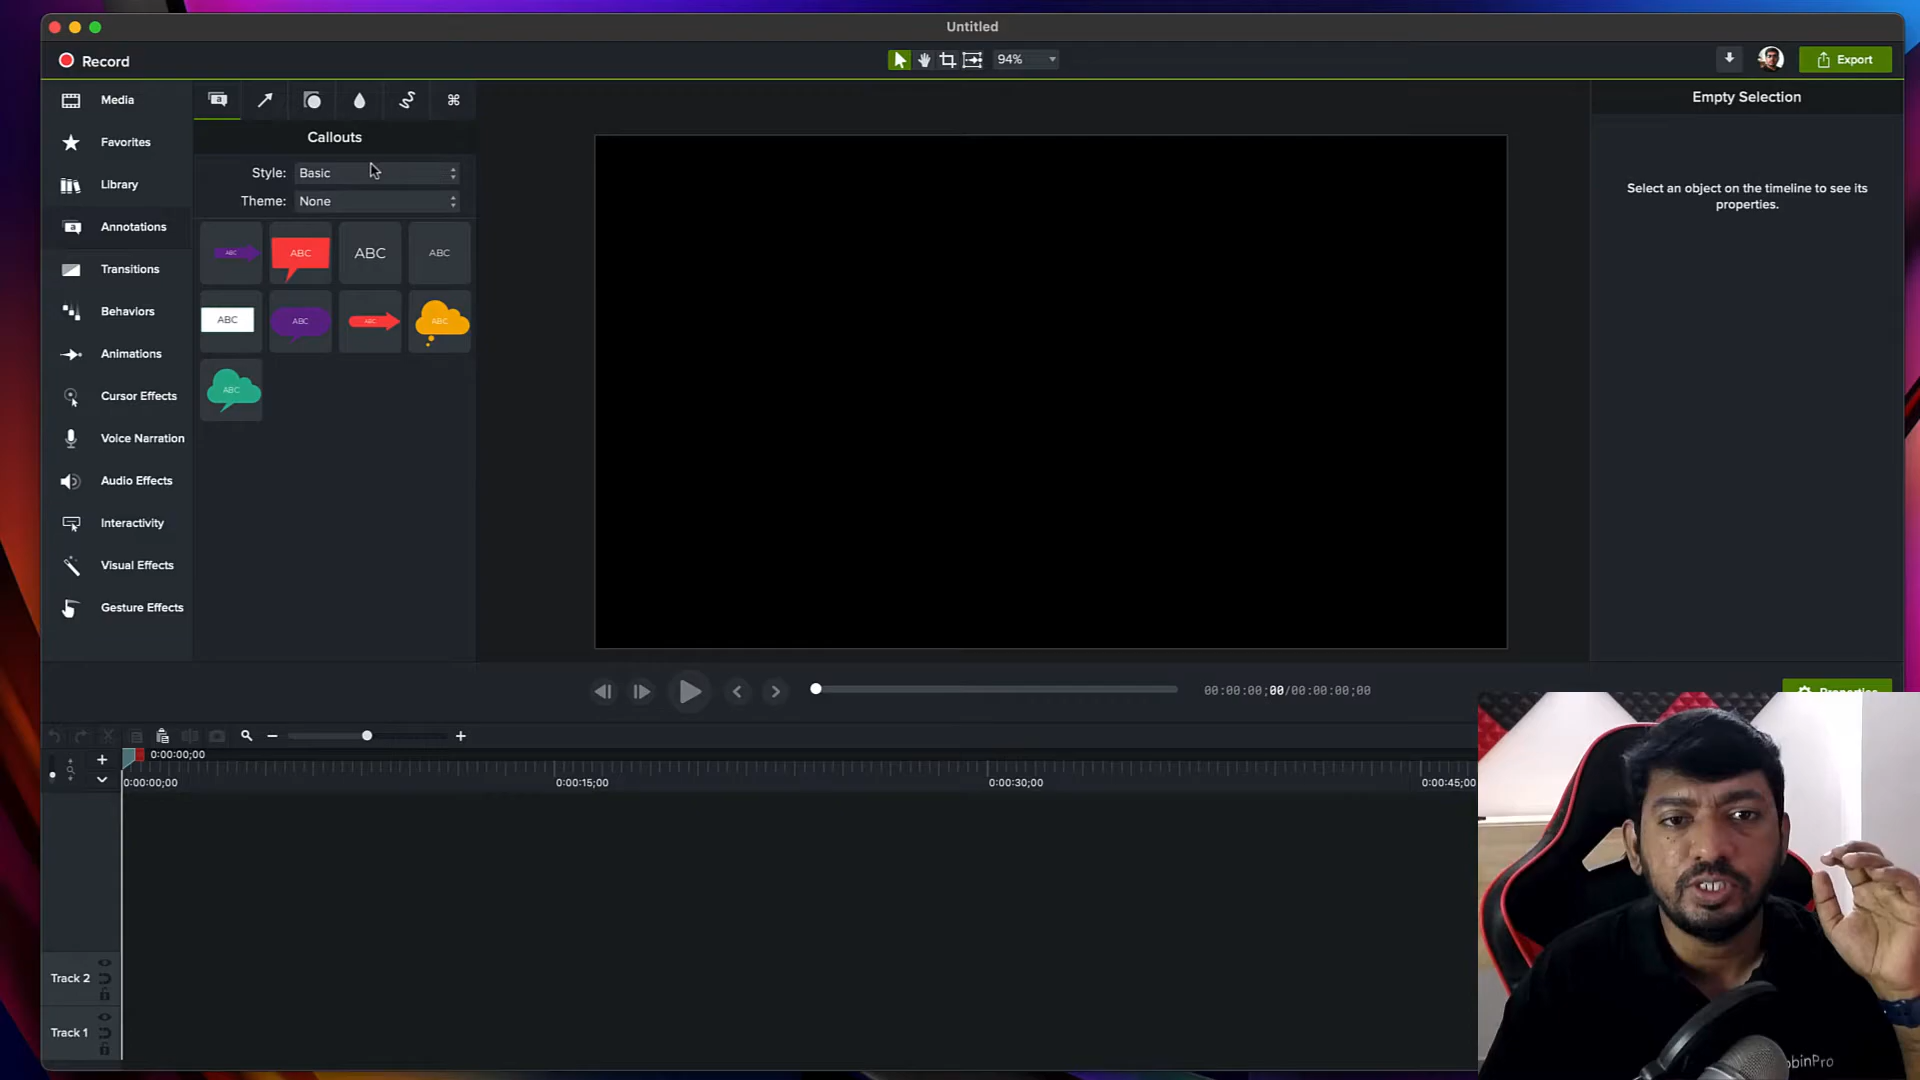 Untitled
Record
94%
Export
Media
Favorites
Library
Annotations
Transitions
Behaviors
Animations
Cursor Effects
Voice Narration
Audio Effects
Interactivity
Visual Effects
Gesture Effects
Callouts
Style: Basic
Theme: None
ABC ABC ABC ABC
ABC ABC ABC ABC
ABC
Empty Selection
Select an object on the timeline to see its
properties.
00:00:00;00/00:00:00;00
Properties
0:00:00;00
0:00:00;00 0:00:15;00 0:00:30;00 0:00:45;00
Track 2
Track 1
obinPro